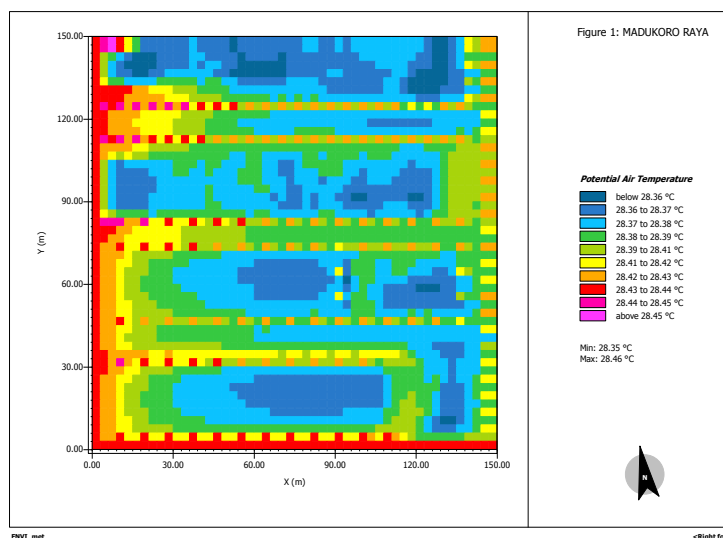 Figure 1: MADUKORO RAYA
150.00
120.00
90.00
60.00
30.00
0.00
Y (m)
0.00 30.00 60.00 90.00 120.00 150.00
X (m)
Potential Air Temperature
below 28.36 °C
28.36 to 28.37 °C
28.37 to 28.38 °C
28.38 to 28.39 °C
28.39 to 28.41 °C
28.41 to 28.42 °C
28.42 to 28.43 °C
28.43 to 28.44 °C
28.44 to 28.45 °C
above 28.45 °C
Min: 28.35 °C
Max: 28.46 °C
N
ENVI_met
<Right fo